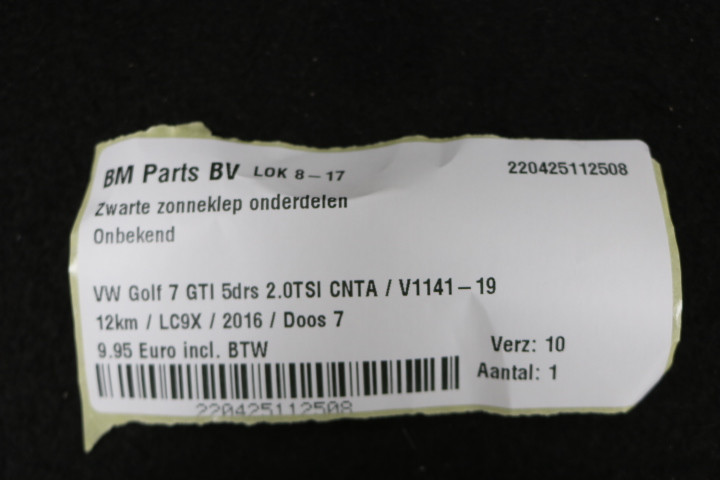 BM Parts BV LOK 8-17 220425112508
Zwarte zonneklep onderdelen
Onbekend
VW Golf 7 GTI 5drs 2.0TSI CNTA / V1141-19
12km / LC9X / 2016 / Doos 7
9.95 Euro incl. BTW Verz: 10
Aantal: 1
220425112508